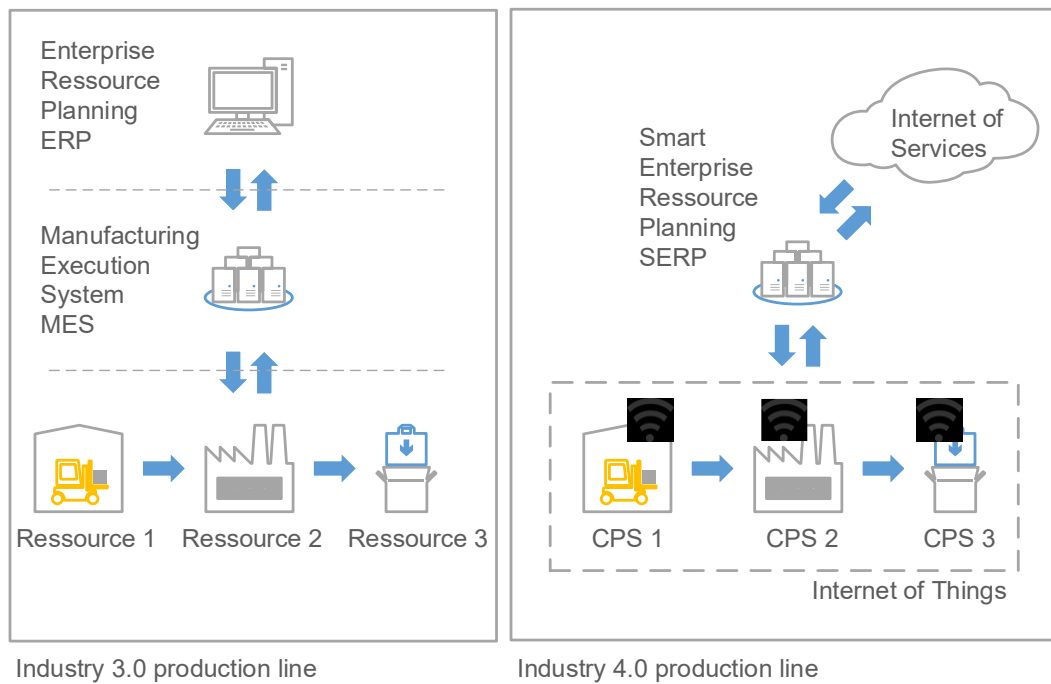 Enterprise
Ressource
Planning
ERP
Manufacturing
Execution
System
MES
Ressource 1
Ressource 2
Ressource 3
Industry 3.0 production line
Internet of
Services
Smart
Enterprise
Ressource
Planning
SERP
CPS 1
CPS 2
CPS 3
Internet of Things
Industry 4.0 production line